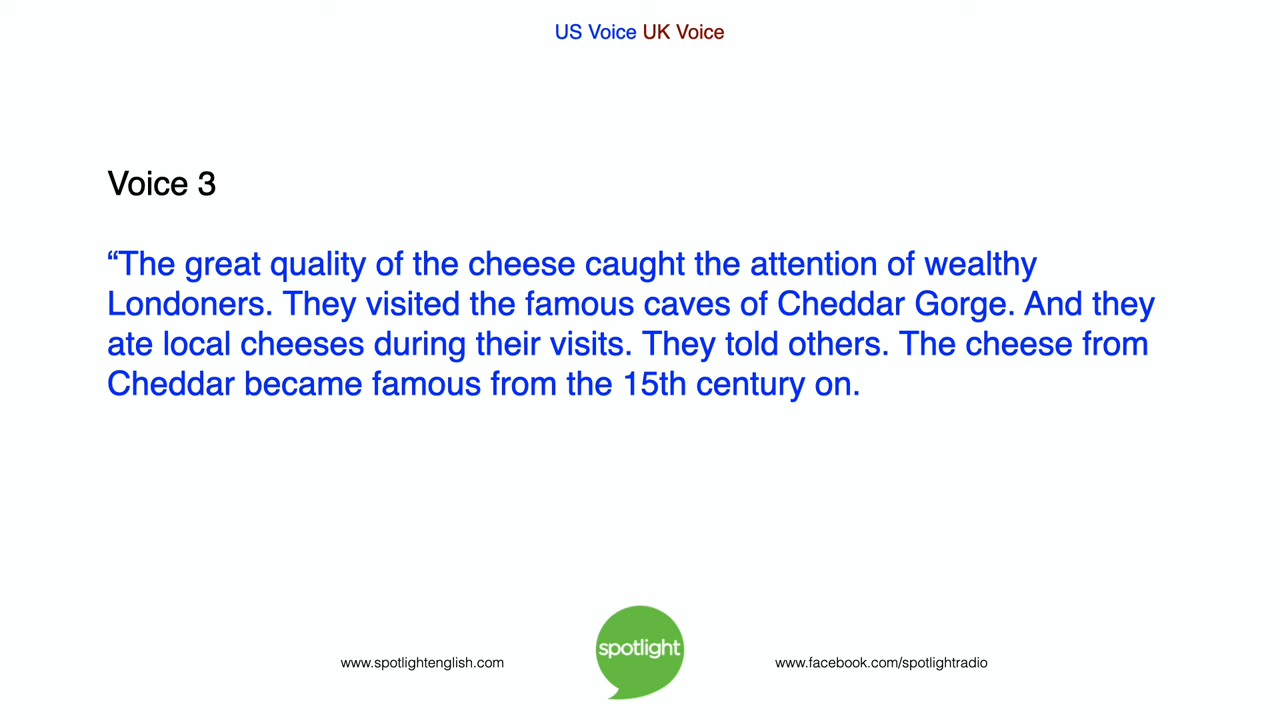 US Voice UK Voice
Voice 3
“The great quality of the cheese caught the attention of wealthy
Londoners. They visited the famous caves of Cheddar Gorge. And they
ate local cheeses during their visits. They told others. The cheese from
Cheddar became famous from the 15th century on.
www.spotlightenglish.com
spotlight
www.facebook.com/spotlightradio